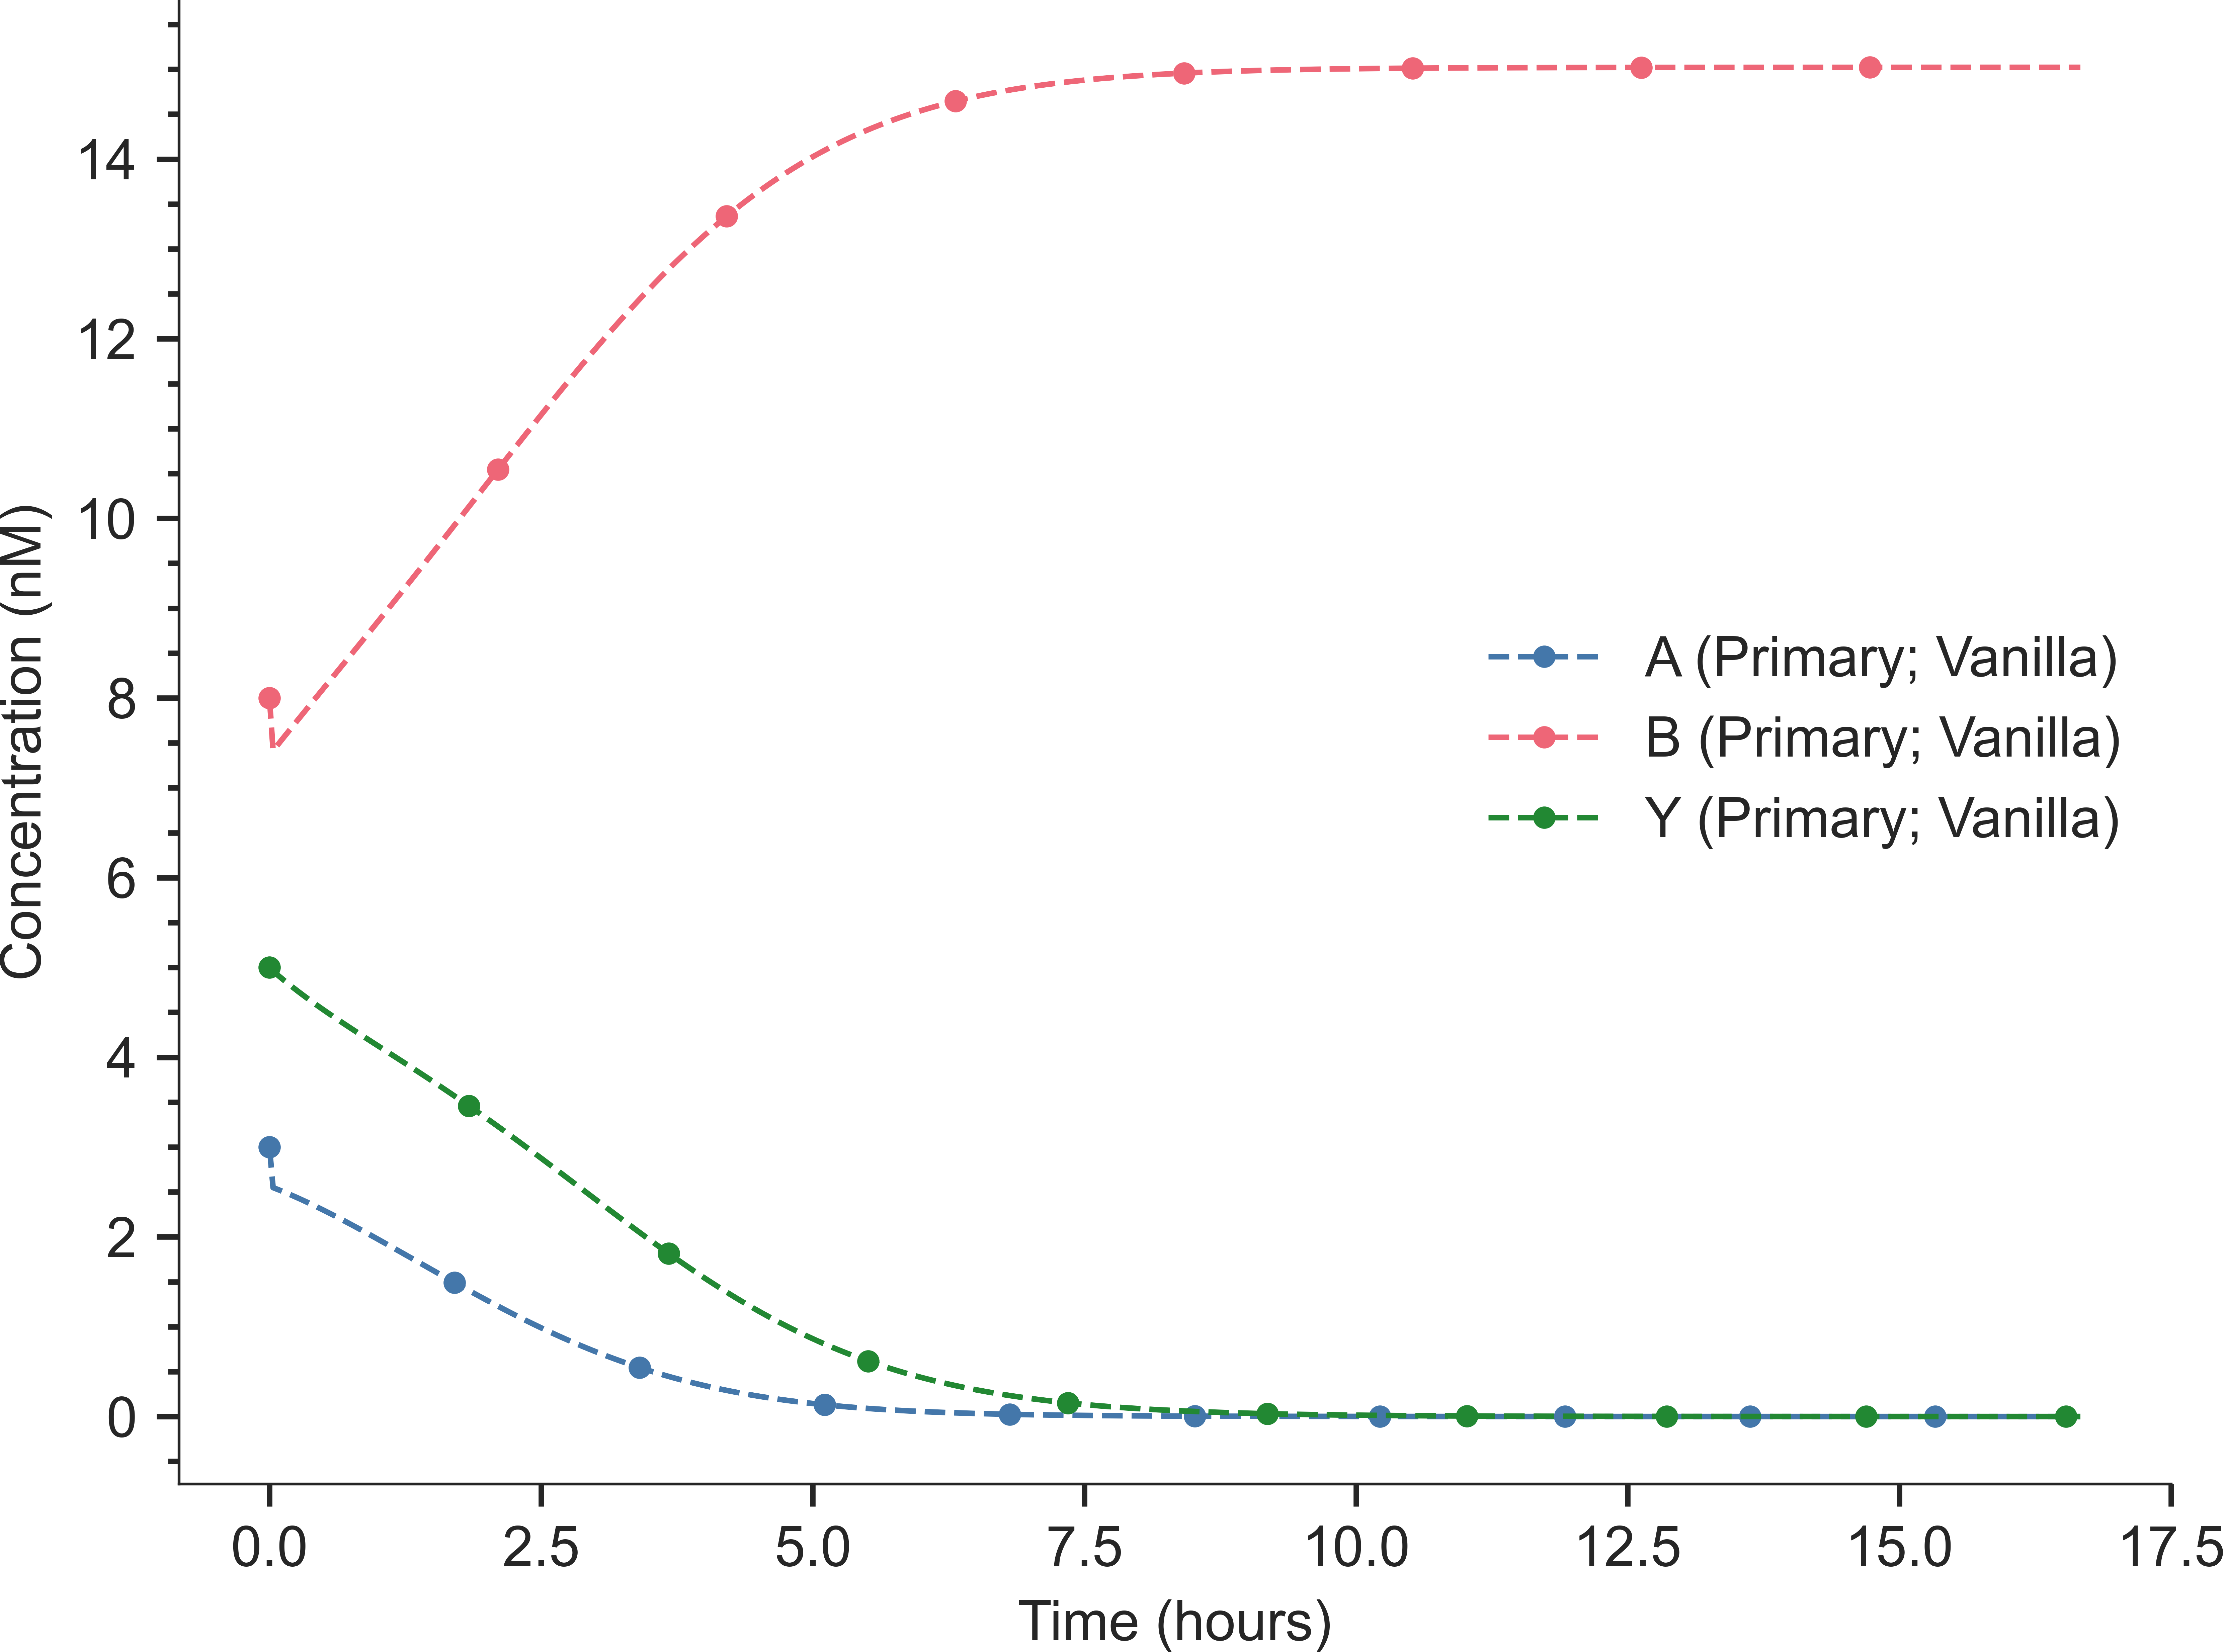 Concentration (nM)
14
12
10
8
6
4
2
0
A (Primary; Vanilla)
B (Primary; Vanilla)
Y (Primary; Vanilla)
0.0 2.5 5.0 7.5 10.0 12.5 15.0 17.5
Time (hours)